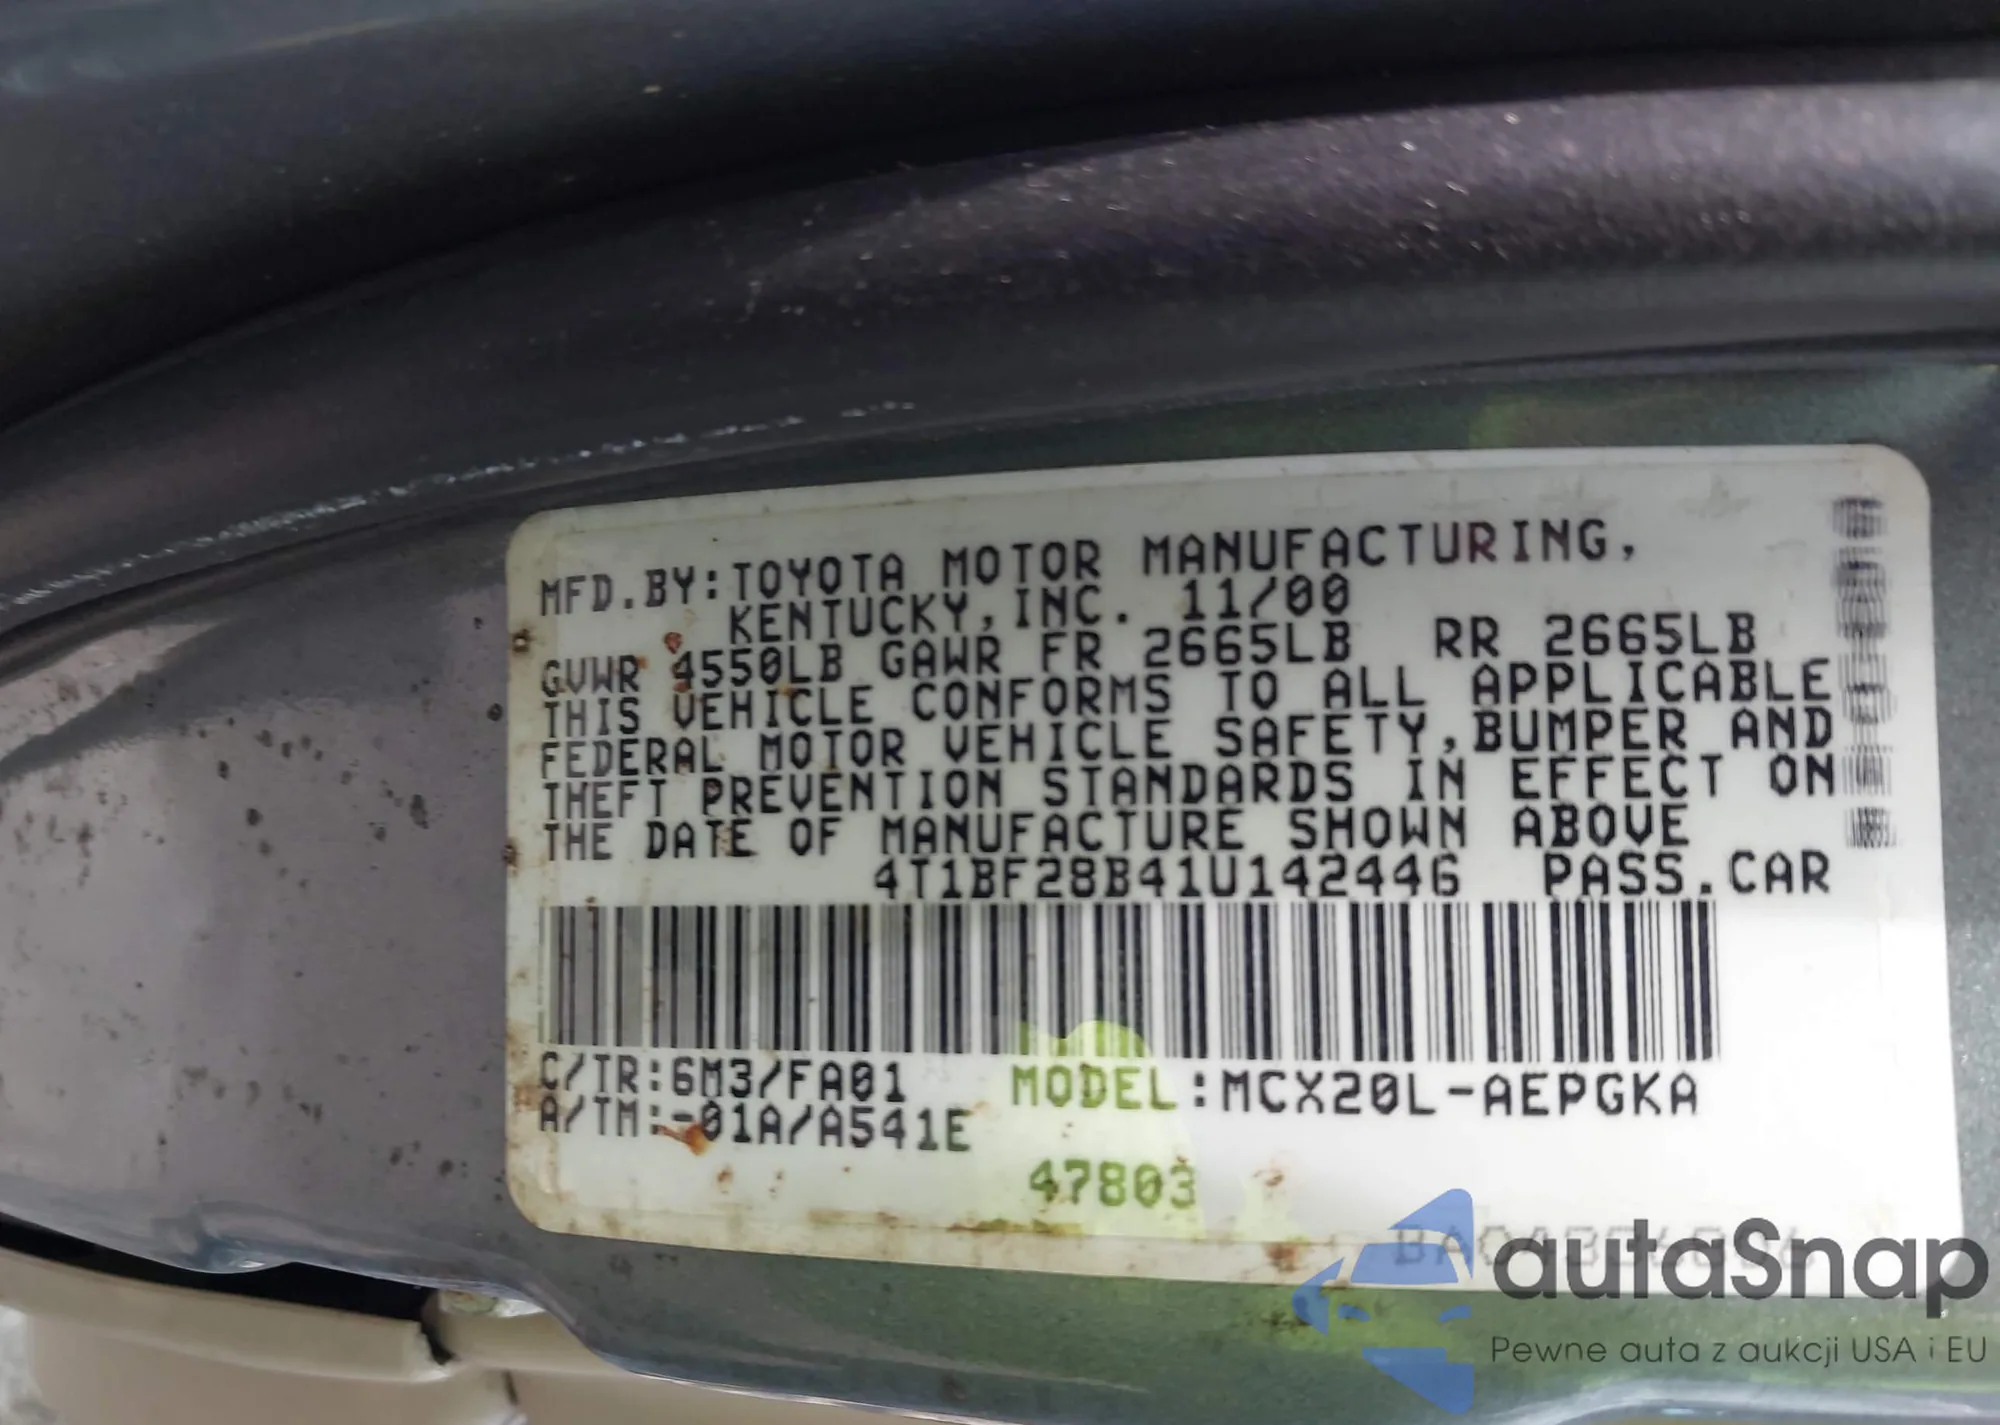 MFD.BY:TOYOTA MOTOR MANUFACTURING,
KENTUCKY,INC. 11/00
GVWR 4550LB GAWR FR 2665LB RR 2665LB
THIS VEHICLE CONFORMS TO ALL APPLICABLE
FEDERAL MOTOR VEHICLE SAFETY,BUMPER AND
THEFT PREVENTION STANDARDS IN EFFECT ON
THE DATE OF MANUFACTURE SHOWN ABOVE
4T1BF28B41U142446 PASS.CAR
C/TR:6M3/FA01 MODEL:MCX20L-AEPGKA
A/TM:-01A/A541E
47803
autaSnap
Pewne auta z aukcji USA i EU